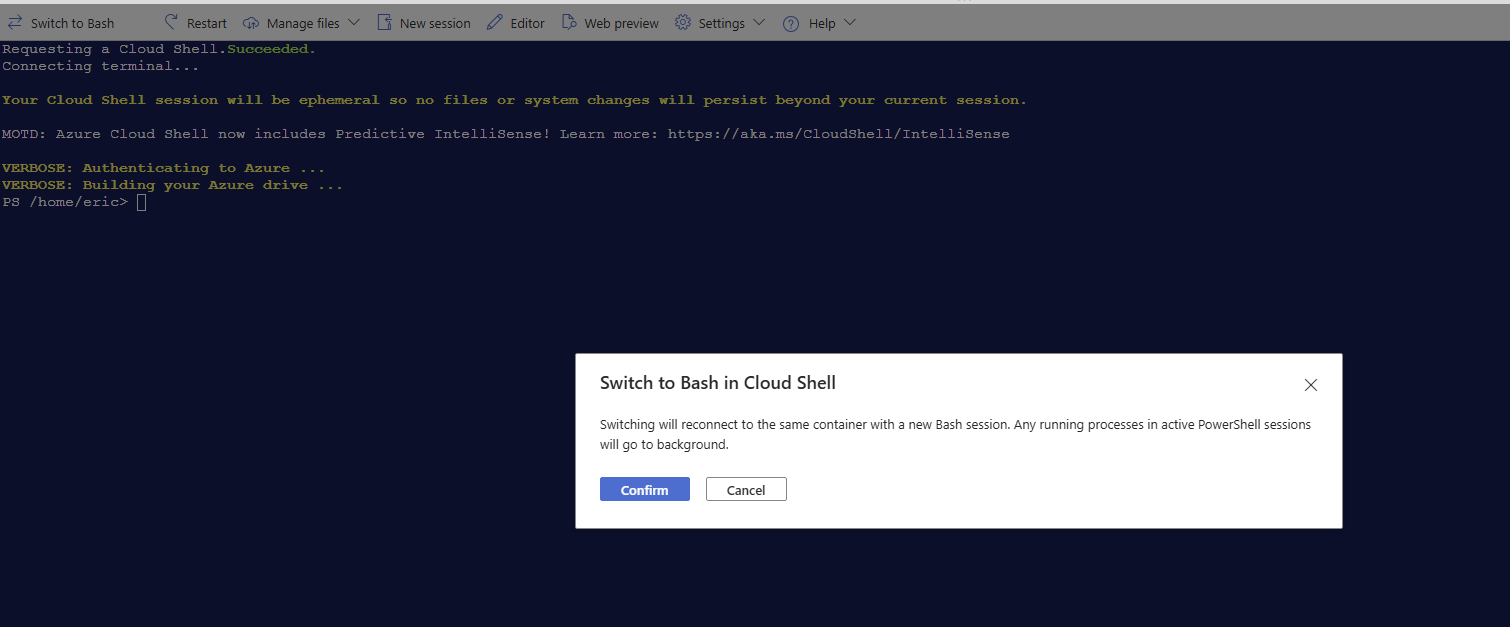 Switch to Bash Restart Manage files New session Editor Web preview Settings Help
Requesting a Cloud Shell.Succeeded.
Connecting terminal...
Your Cloud Shell session will be ephemeral so no files or system changes will persist beyond your current session.
MOTD: Azure Cloud Shell now includes Predictive IntelliSense! Learn more: https://aka.ms/CloudShell/IntelliSense
VERBOSE: Authenticating to Azure ...
VERBOSE: Building your Azure drive ...
PS /home/eric>
Switch to Bash in Cloud Shell
Switching will reconnect to the same container with a new Bash session. Any running processes in active PowerShell sessions
will go to background.
Confirm Cancel